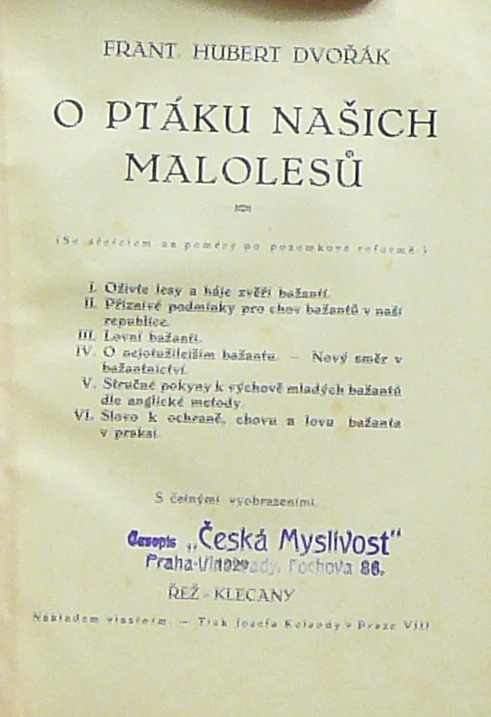 FRANT. HUBERT DVOŘÁK
O PTÁKU NAŠICH
MALOLESŮ
(Se zřetelem na poměry po pozemkové reformě.)
I. Oživte lesy a háje zvěří bažantí.
II. Příznivé podmínky pro chov bažantů v naší
republice.
III. Lovní bažanti.
IV. O nejotužilejším bažantu. – Nový směr v
bažantnictví.
V. Stručné pokyny k výchově mladých bažantů
dle anglické metody.
VI. Slovo k ochraně, chovu a lovu bažanta
v praksi.
S četnými vyobrazeními.
Časopis „Česká Myslivost"
Praha-Vinohrady, Fochova 86.
1929
ŘEŽ - KLECANY
Nákladem vlastním. – Tisk Josefa Kolandy v Praze VIII